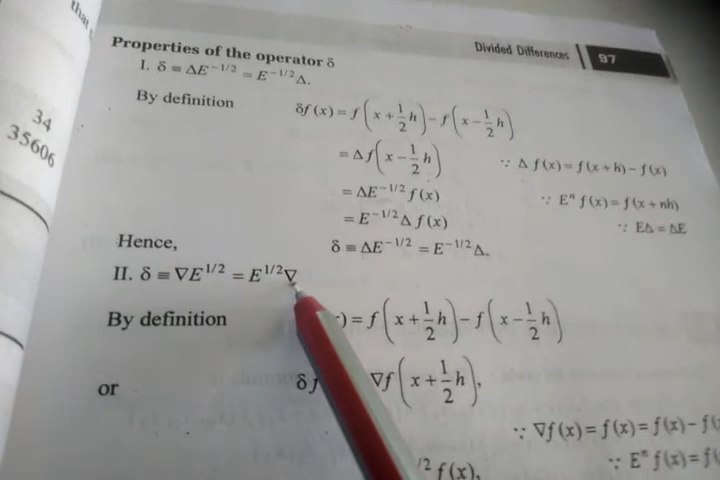 that
34
35606
Divided Differences 97
Properties of the operator δ
I. δ ≡ ΔE^{-1/2} = E^{-1/2}Δ.
By definition δf(x) = f(x + 1/2 h) − f(x − 1/2 h)
= Δf(x − 1/2 h) ∵ Δ f(x) = f(x + h) − f(x)
= ΔE^{-1/2} f(x) ∵ E^n f(x) = f(x + nh)
= E^{-1/2} Δ f(x) ∵ EΔ = ΔE
Hence, δ ≡ ΔE^{-1/2} = E^{-1/2}Δ.
II. δ ≡ ∇E^{1/2} = E^{1/2}∇
By definition ) = f(x + 1/2 h) − f(x − 1/2 h)
or δf ∇f(x + 1/2 h),
∵ ∇f(x) = f(x) = f(x) − f(
/2 f(x), ∵ E^n f(x) = f(